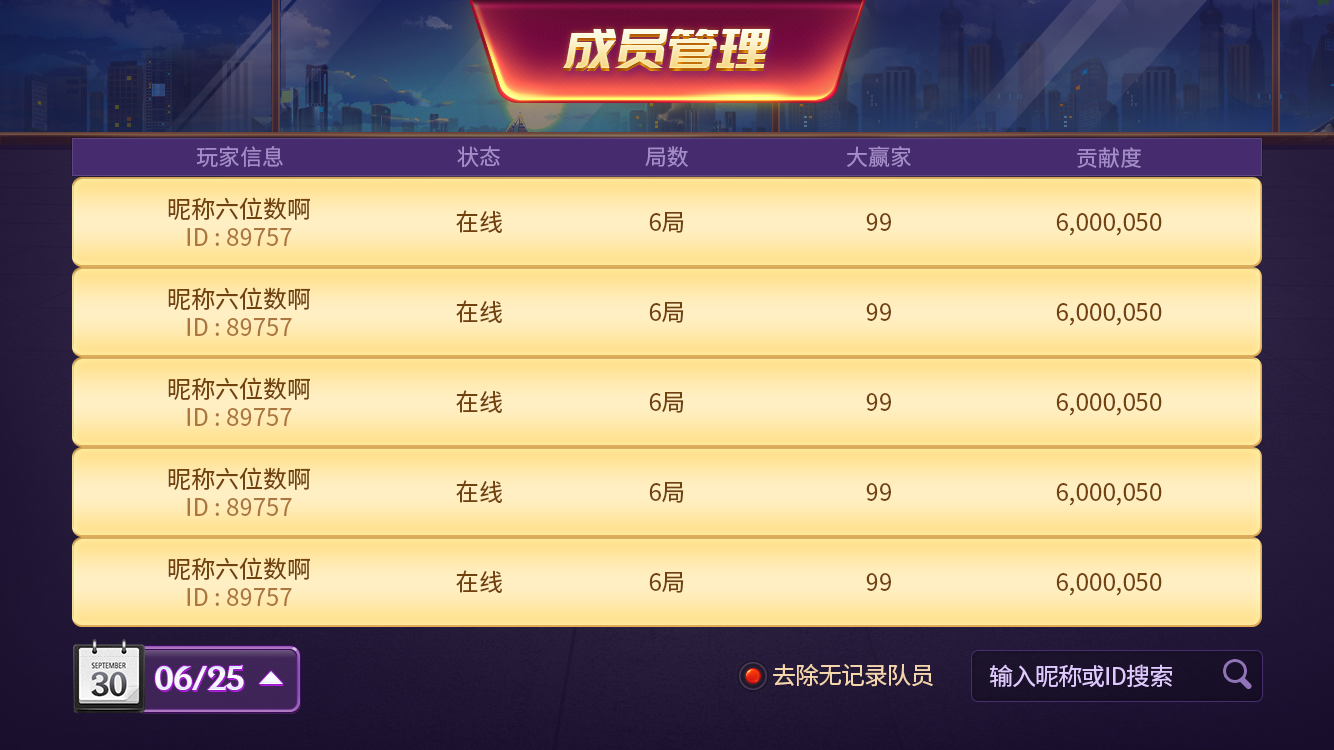 成员管理
玩家信息 状态 局数 大赢家 贡献度
昵称六位数啊 在线 6局 99 6,000,050
ID : 89757
昵称六位数啊 在线 6局 99 6,000,050
ID : 89757
昵称六位数啊 在线 6局 99 6,000,050
ID : 89757
昵称六位数啊 在线 6局 99 6,000,050
ID : 89757
昵称六位数啊 在线 6局 99 6,000,050
ID : 89757
SEPTEMBER
30
06/25
去除无记录队员
输入昵称或ID搜索